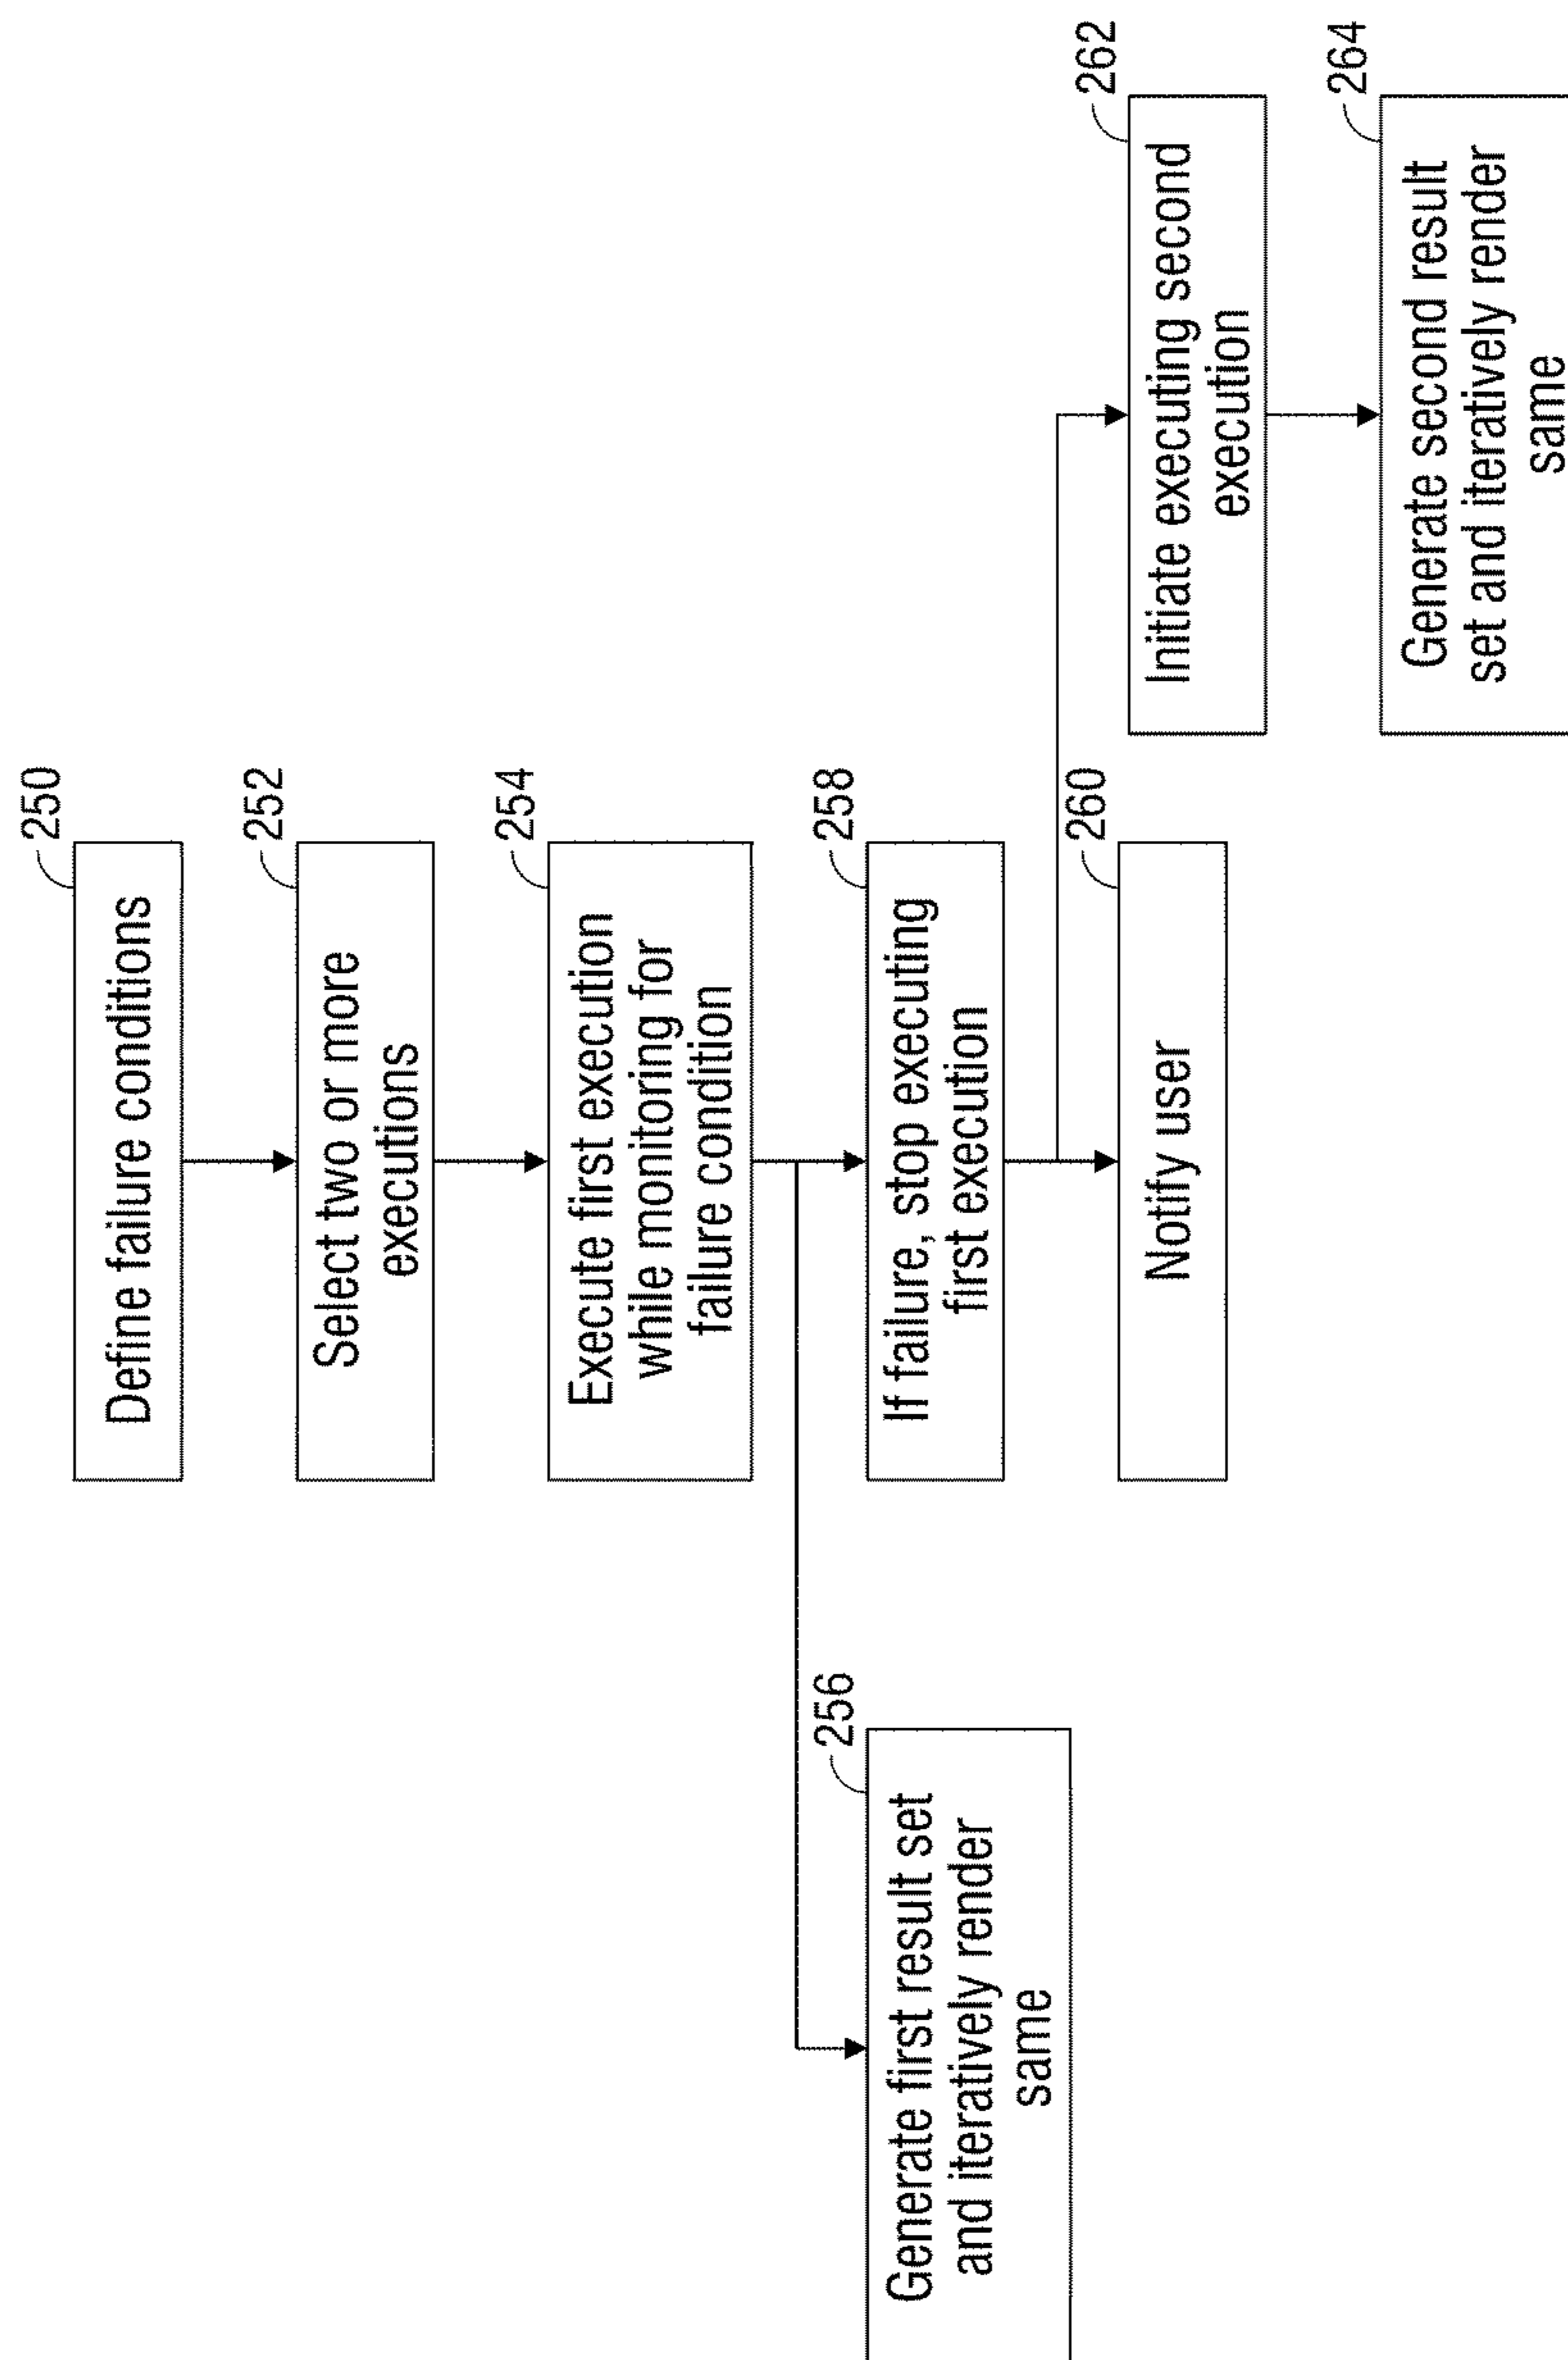 250
Define failure conditions
252
Select two or more
executions
254
Execute first execution
while monitoring for
failure condition
256
Generate first result set
and iteratively render
same
258
If failure, stop executing
first execution
260
Notify user
262
Initiate executing second
execution
264
Generate second result
set and iteratively render
same